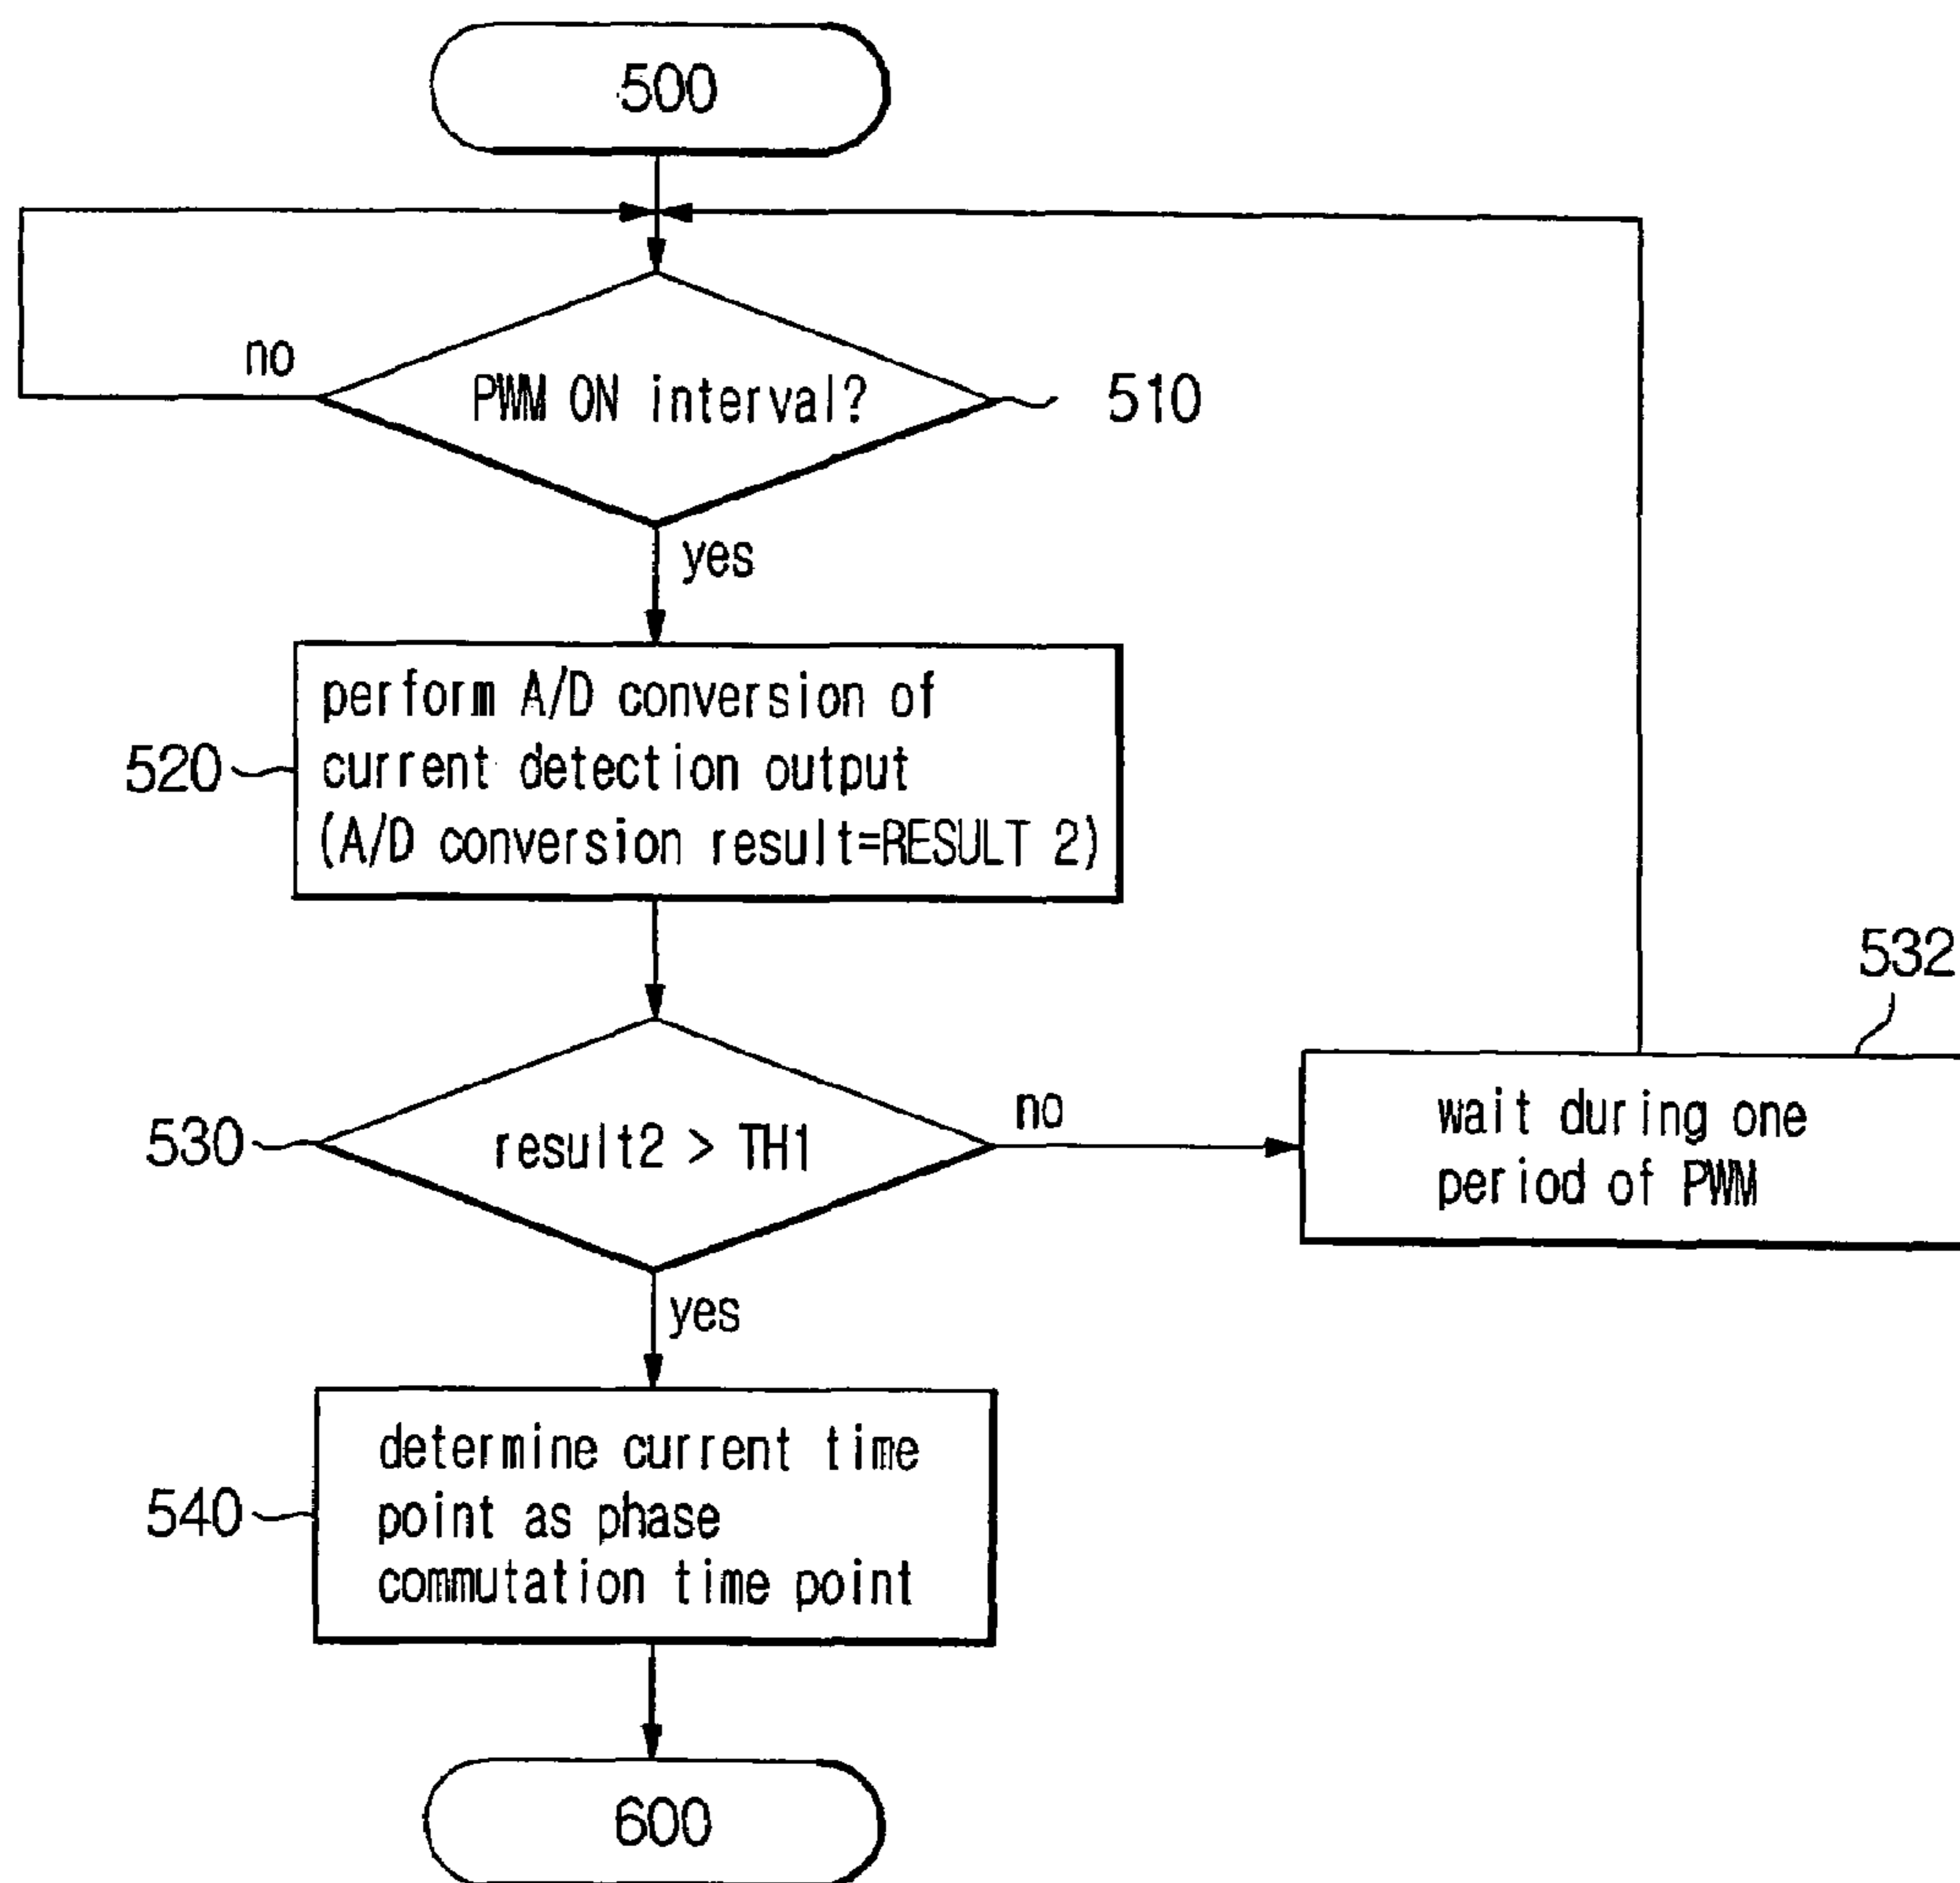 500
no
PWM ON interval?
510
yes
perform A/D conversion of
current detection output
(A/D conversion result=RESULT 2)
520
532
530
result2 > TH1
no
wait during one
period of PWM
yes
determine current time
point as phase
commutation time point
540
600